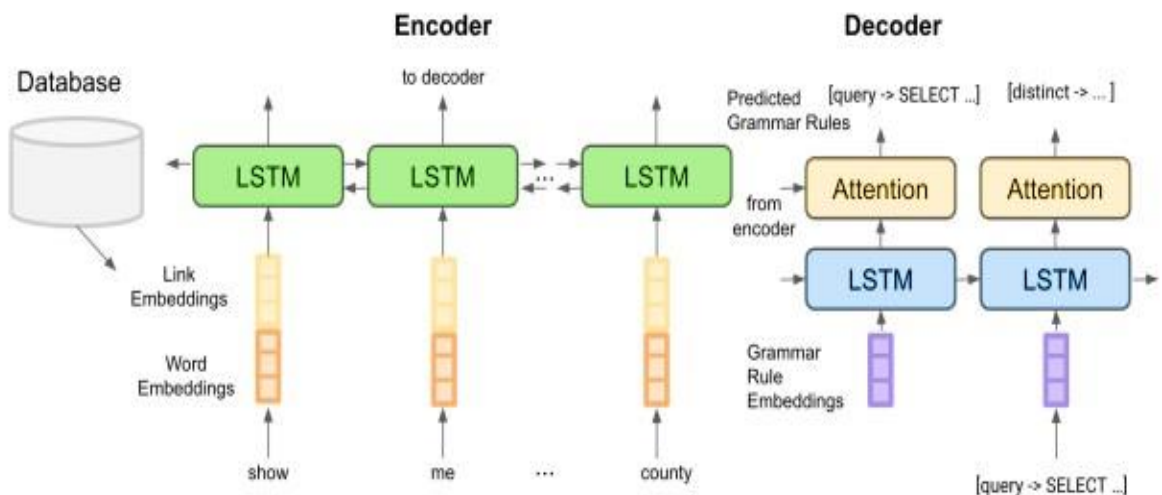 Encoder
Decoder
Database
to decoder
Predicted
Grammar Rules
[query -> SELECT ...]
[distinct -> ... ]
LSTM
LSTM
...
LSTM
Attention
Attention
from
encoder
LSTM
LSTM
Link
Embeddings
Word
Embeddings
Grammar
Rule
Embeddings
show
me
...
county
[query -> SELECT ...]